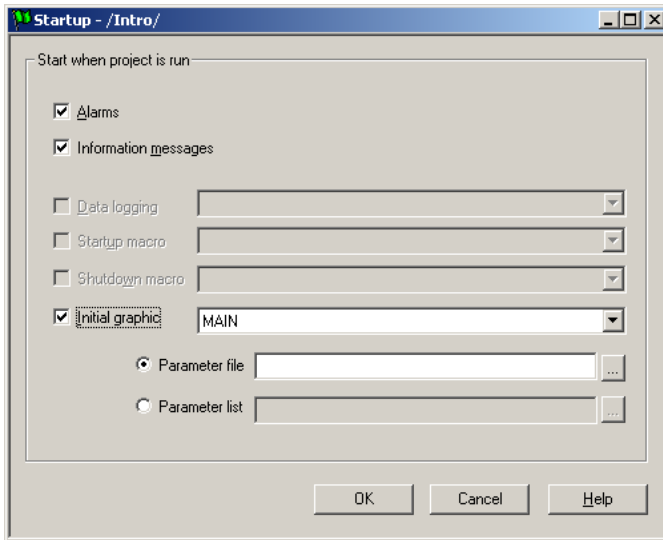 Startup - /Intro/
Start when project is run
Alarms
Information messages
Data logging
Startup macro
Shutdown macro
Initial graphic MAIN
Parameter file ...
Parameter list ...
OK Cancel Help